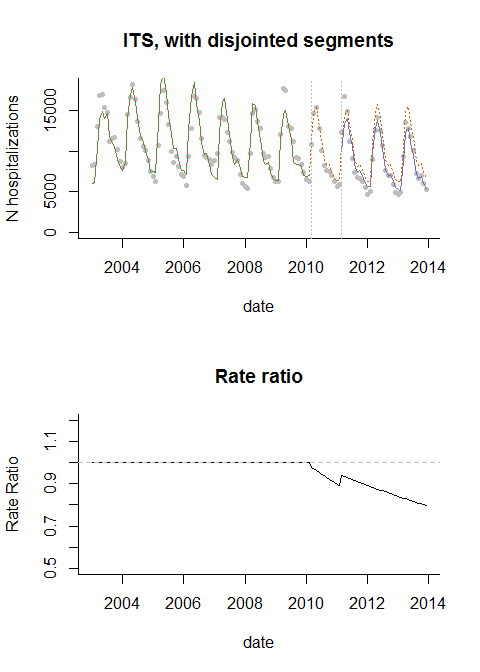 ITS, with disjointed segments
N hospitalizations
15000
5000
0
2004 2006 2008 2010 2012 2014
date
Rate ratio
Rate Ratio
1.1
0.9
0.7
0.5
2004 2006 2008 2010 2012 2014
date